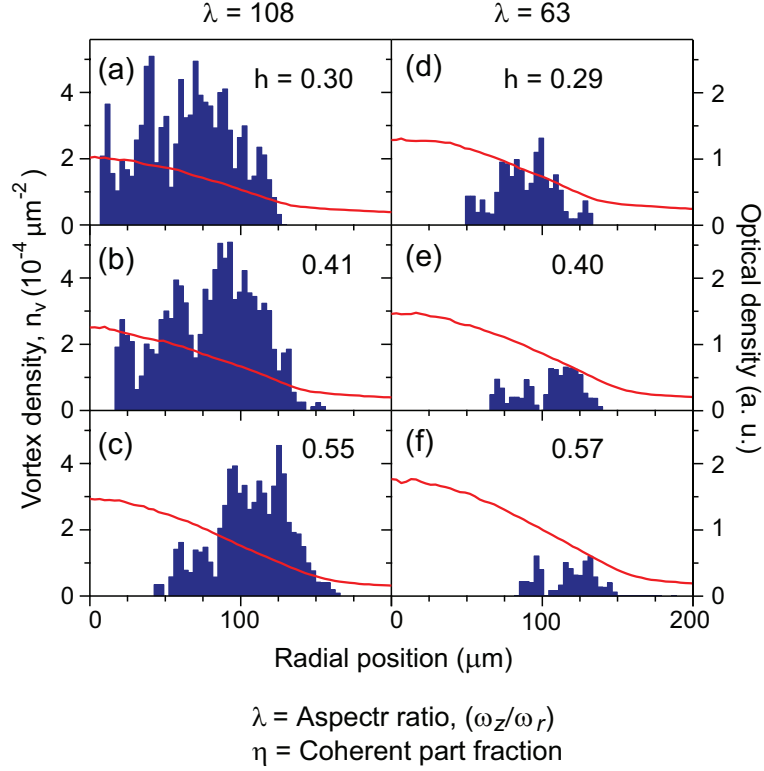 λ = 108 λ = 63
(a) h = 0.30 (d) h = 0.29
(b) 0.41 (e) 0.40
(c) 0.55 (f) 0.57
4
2
0
4
2
0
4
2
0
2
1
0
2
1
0
2
1
0
Vortex density, nᵥ (10⁻⁴ μm⁻²)
Optical density (a. u.)
0 100 0 100 200
Radial position (μm)
λ = Aspectr ratio, (ω_z/ω_r)
η = Coherent part fraction